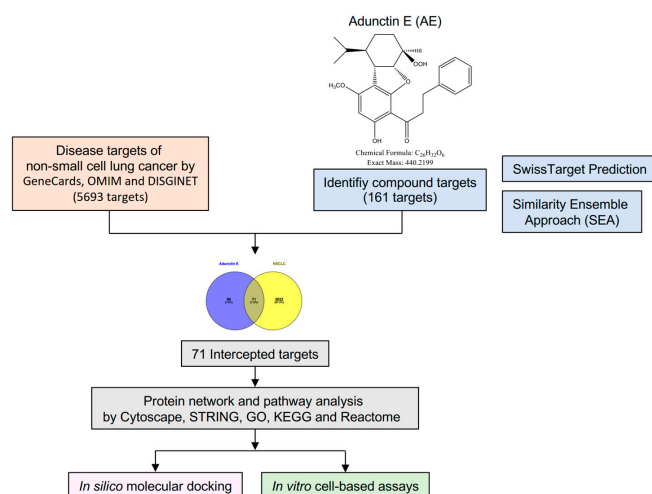 Adunctin E (AE)
OOH
H₃CO
O
OH
O
Chemical Formula: C₂₆H₃₂O₆
Exact Mass: 440.2199
Disease targets of
non-small cell lung cancer by
GeneCards, OMIM and DISGINET
(5693 targets)
Identifiy compound targets
(161 targets)
SwissTarget Prediction
Similarity Ensemble
Approach (SEA)
Adunctin E
NSCLC
71 Intercepted targets
Protein network and pathway analysis
by Cytoscape, STRING, GO, KEGG and Reactome
In silico molecular docking
In vitro cell-based assays